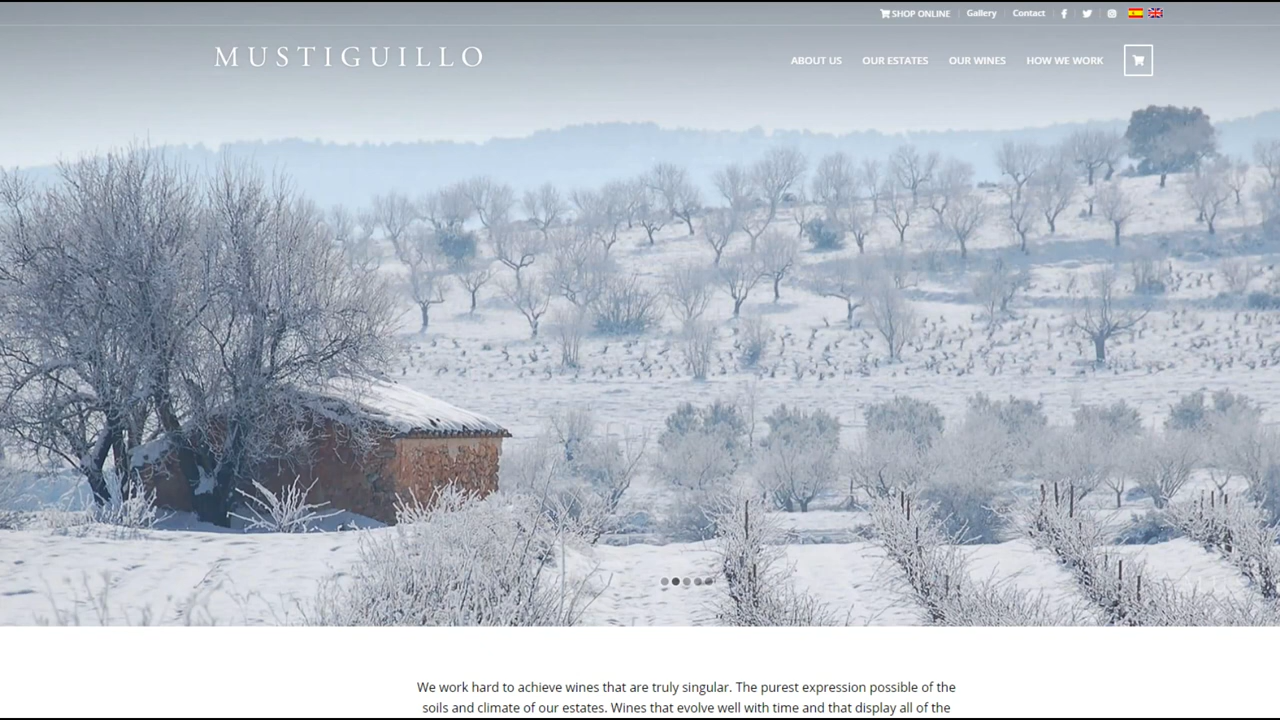 SHOP ONLINE Gallery Contact
MUSTIGUILLO
ABOUT US OUR ESTATES OUR WINES HOW WE WORK
We work hard to achieve wines that are truly singular. The purest expression possible of the
soils and climate of our estates. Wines that evolve well with time and that display all of the